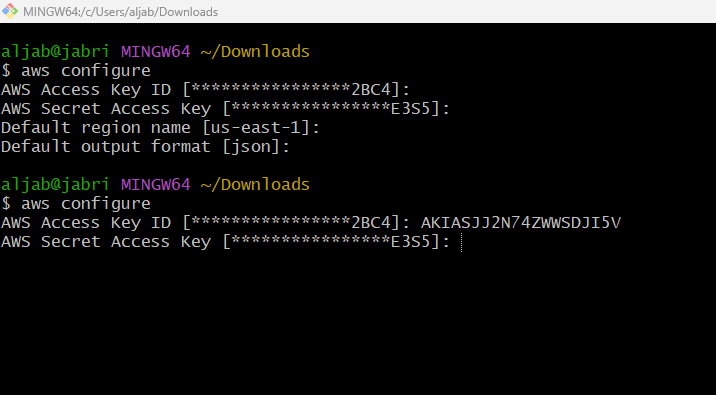 MINGW64:/c/Users/aljab/Downloads
aljab@jabri MINGW64 ~/Downloads
$ aws configure
AWS Access Key ID [****************2BC4]:
AWS Secret Access Key [****************E3S5]:
Default region name [us-east-1]:
Default output format [json]:
aljab@jabri MINGW64 ~/Downloads
$ aws configure
AWS Access Key ID [****************2BC4]: AKIASJJ2N74ZWWSDJI5V
AWS Secret Access Key [****************E3S5]: